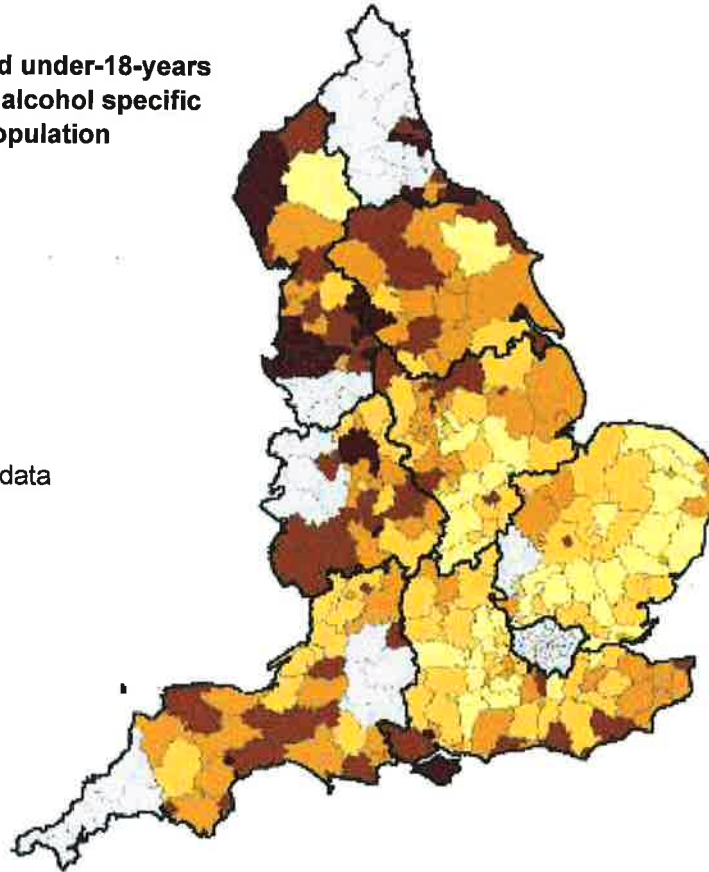 d under-18-years
alcohol specific
opulation
data